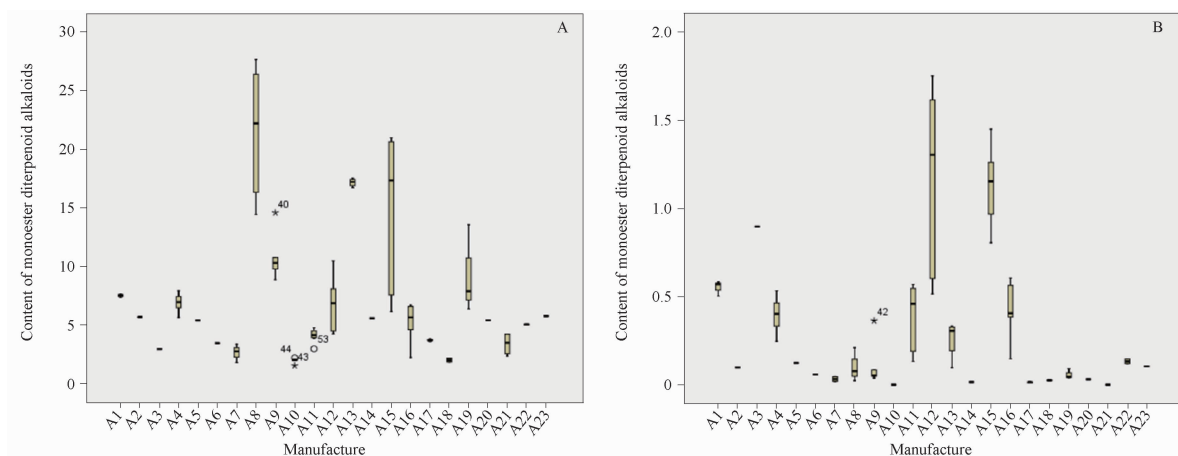 A
Content of monoester diterpenoid alkaloids
30
25
20
15
10
5
0
40
44
43
53
A1 A2 A3 A4 A5 A6 A7 A8 A9 A10 A11 A12 A13 A14 A15 A16 A17 A18 A19 A20 A21 A22 A23
Manufacture
B
Content of monoester diterpenoid alkaloids
2.0
1.5
1.0
0.5
0
42
A1 A2 A3 A4 A5 A6 A7 A8 A9 A10 A11 A12 A13 A14 A15 A16 A17 A18 A19 A20 A21 A22 A23
Manufacture